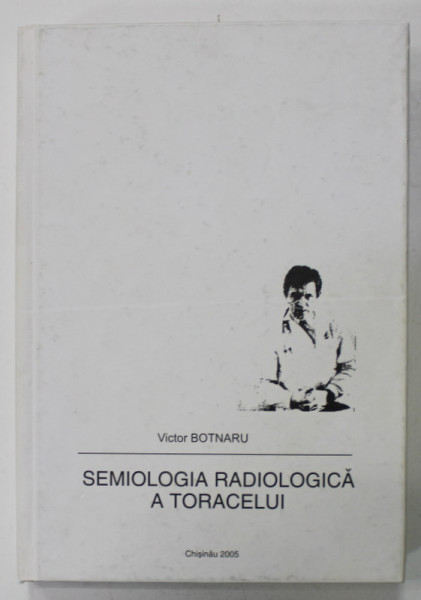 Victor BOTNARU
SEMIOLOGIA RADIOLOGICĂ
A TORACELUI
Chişinău 2005